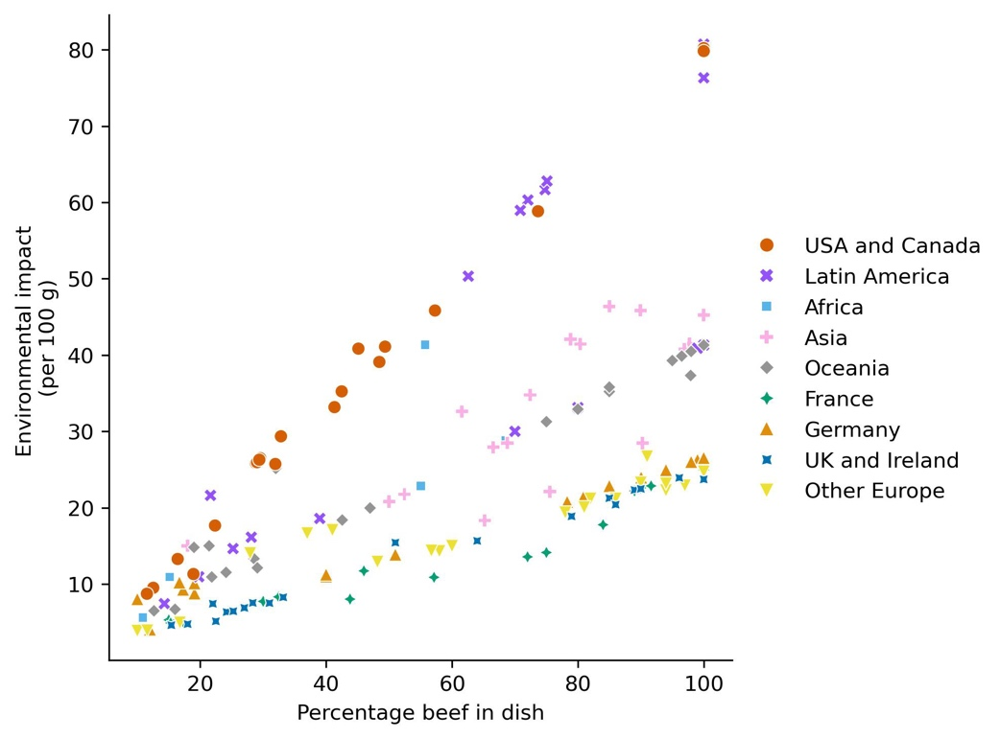 80
70
60
50
40
30
20
10
Environmental impact
(per 100 g)
20 40 60 80 100
Percentage beef in dish
USA and Canada
Latin America
Africa
Asia
Oceania
France
Germany
UK and Ireland
Other Europe